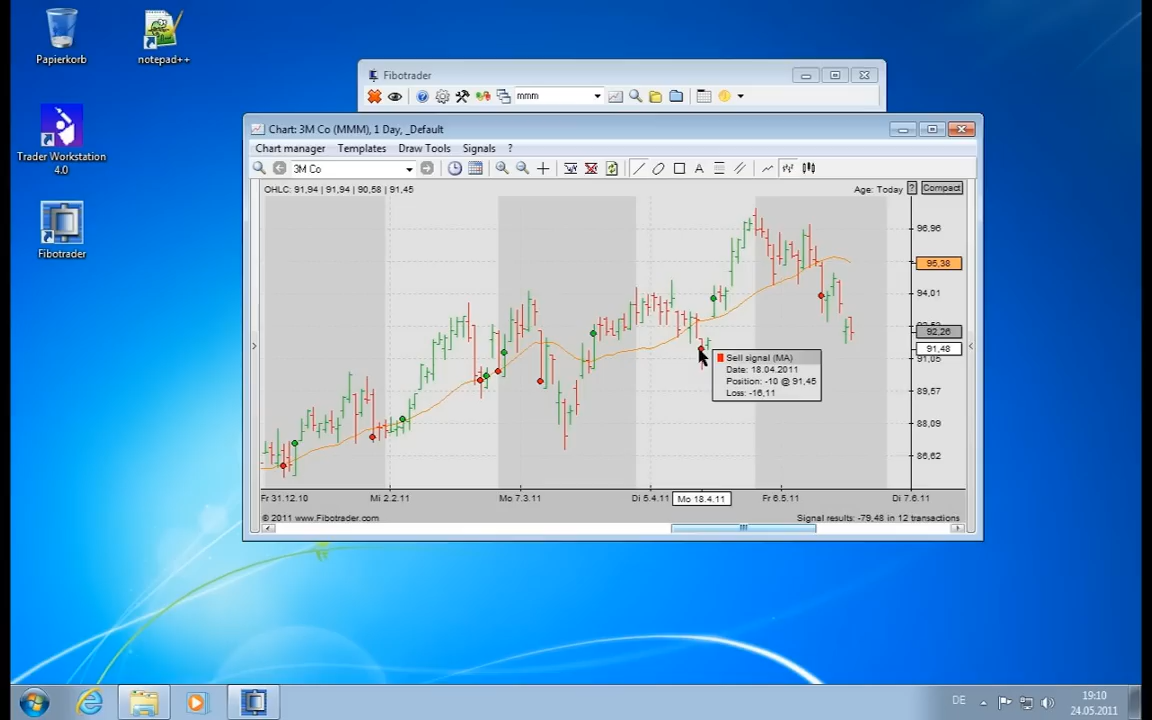 Papierkorb
notepad++
Trader Workstation
4.0
Fibotrader
Fibotrader
mmm
Chart: 3M Co (MMM), 1 Day, _Default
Chart manager Templates Draw Tools Signals ?
3M Co
A
OHLC: 91,94 | 91,94 | 90,58 | 91,45
Age: Today ? Compact
96,96
95,38
94,01
92,26
91,48
91,05
89,57
88,09
86,62
Sell signal (MA)
Date: 18.04.2011
Position: -10 @ 91,45
Loss: -16,11
Fr 31.12.10 Mi 2.2.11 Mo 7.3.11 Di 5.4.11 Mo 18.4.11 Fr 6.5.11 Di 7.6.11
© 2011 www.Fibotrader.com
Signal results: -79,48 in 12 transactions
DE
19:10
24.05.2011